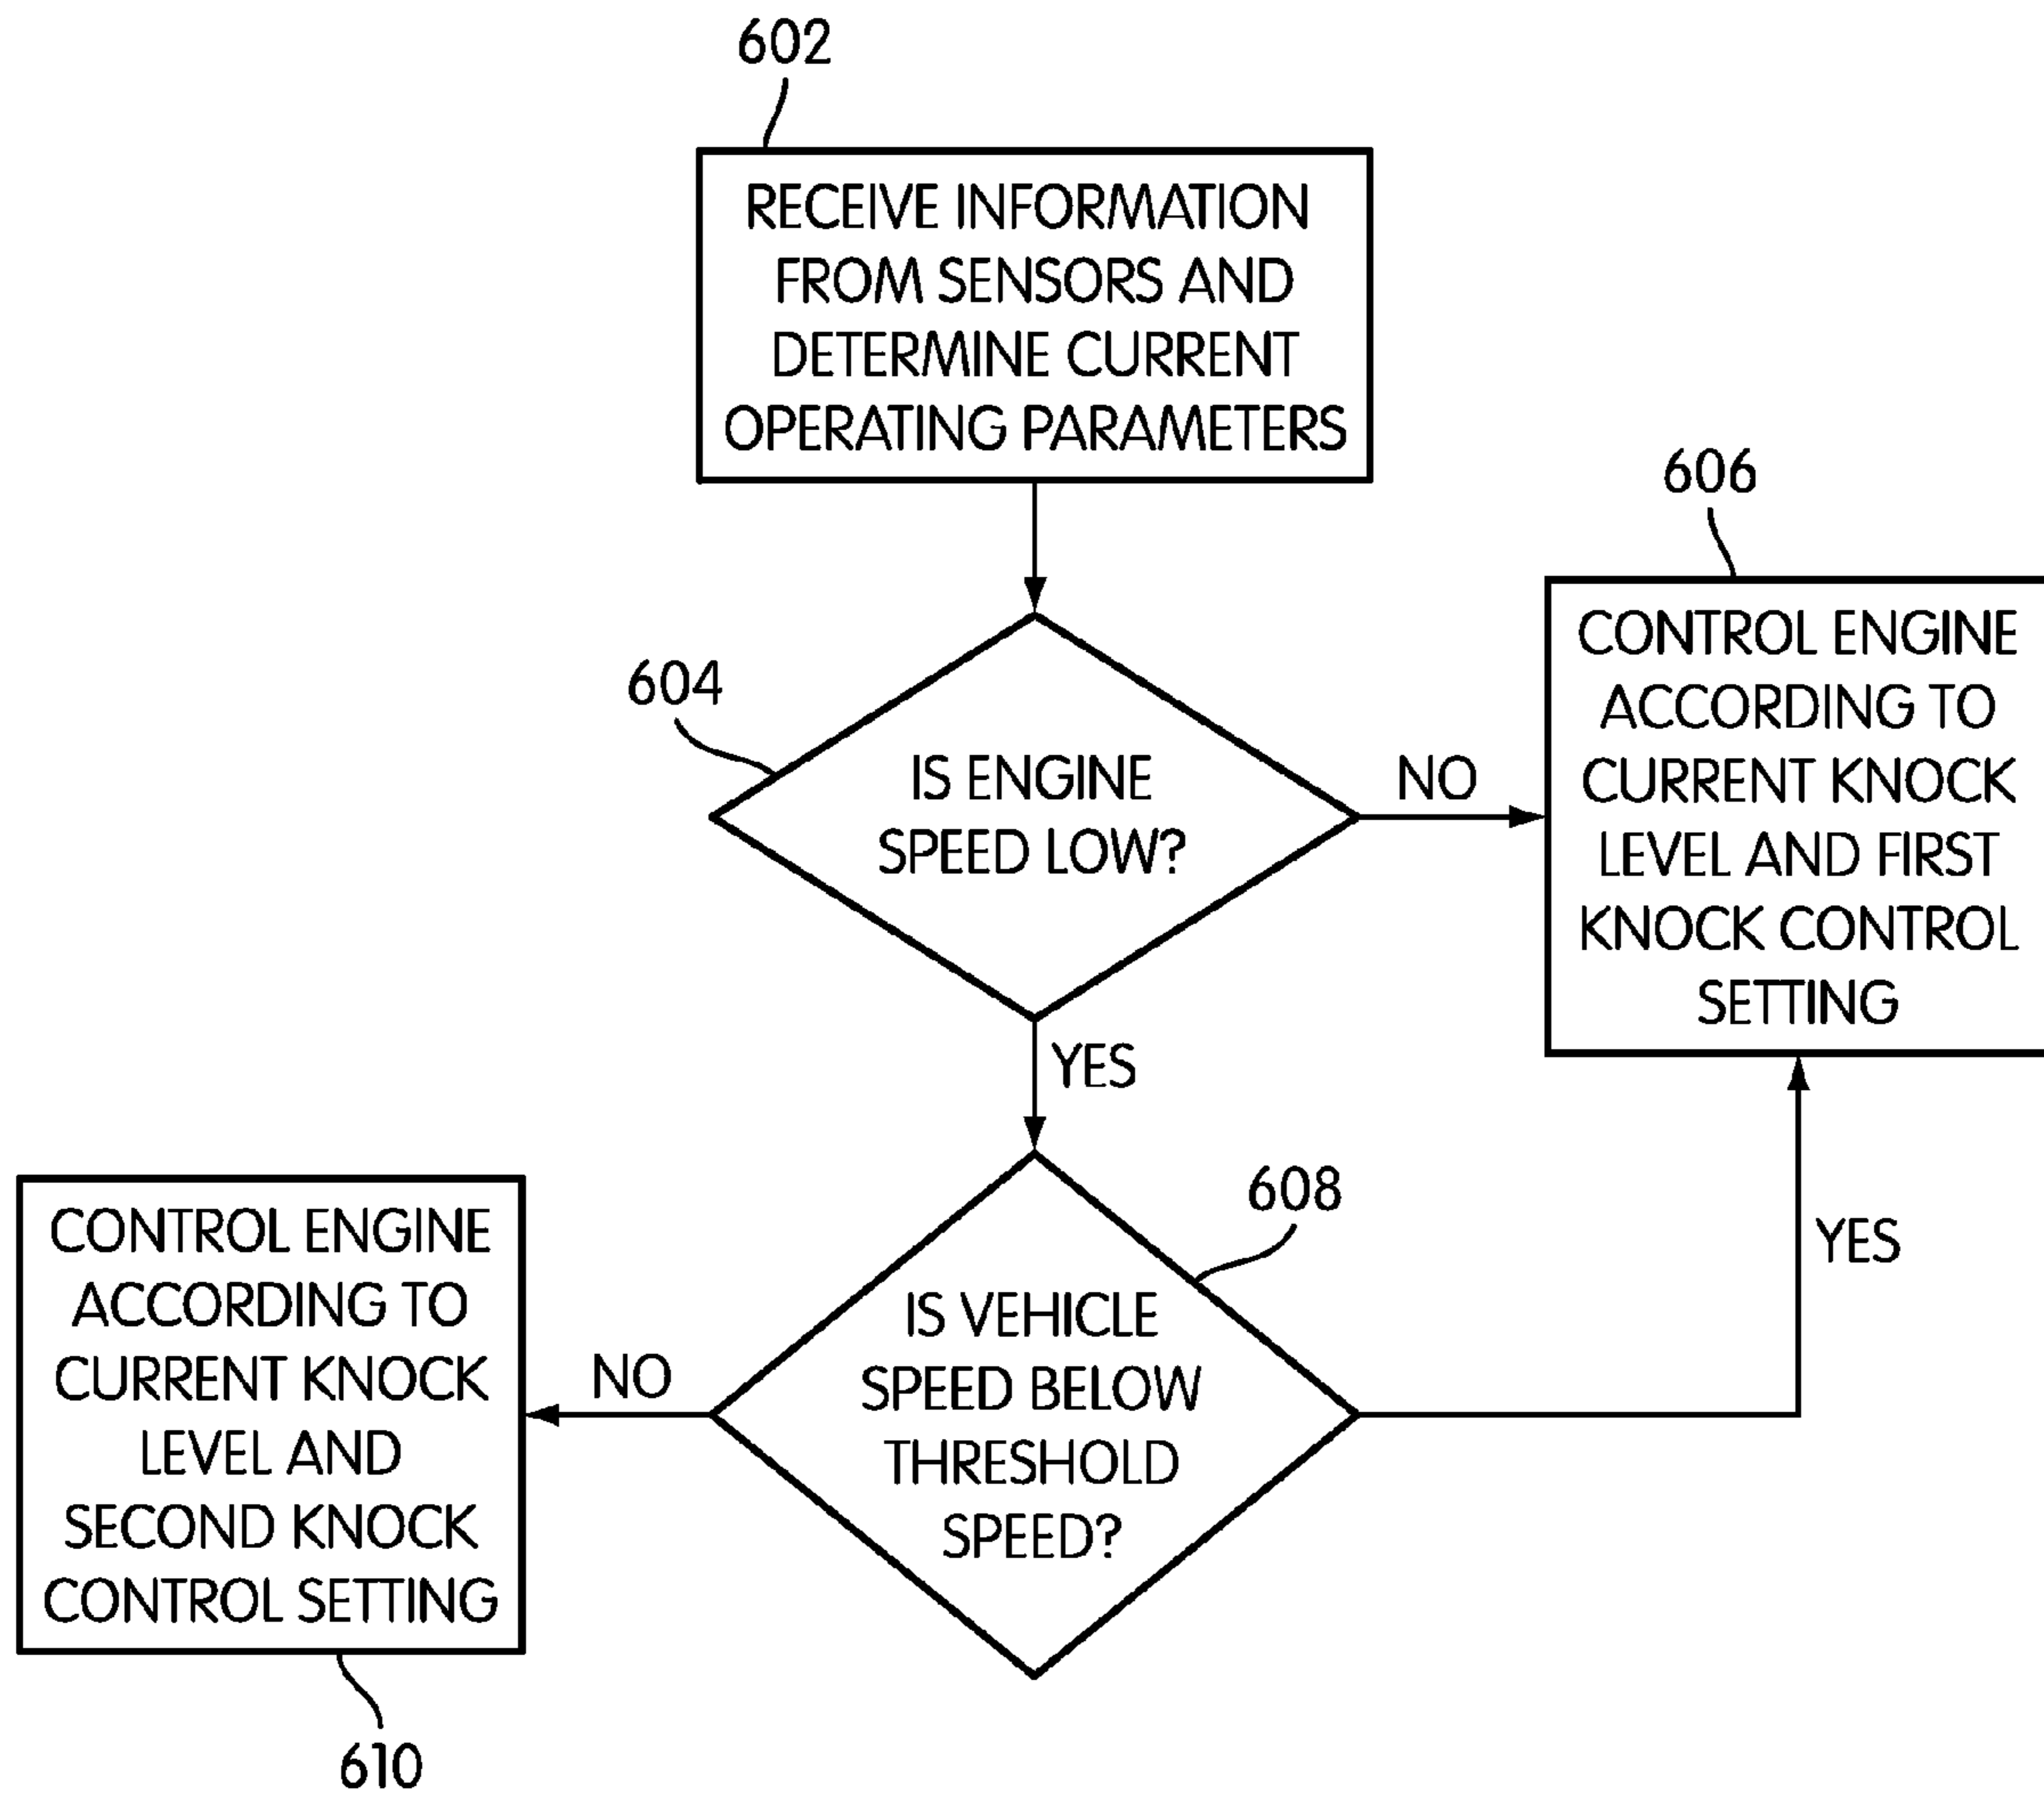 602
RECEIVE INFORMATION
FROM SENSORS AND
DETERMINE CURRENT
OPERATING PARAMETERS
604
IS ENGINE
SPEED LOW?
NO
606
CONTROL ENGINE
ACCORDING TO
CURRENT KNOCK
LEVEL AND FIRST
KNOCK CONTROL
SETTING
YES
608
IS VEHICLE
SPEED BELOW
THRESHOLD
SPEED?
YES
NO
CONTROL ENGINE
ACCORDING TO
CURRENT KNOCK
LEVEL AND
SECOND KNOCK
CONTROL SETTING
610